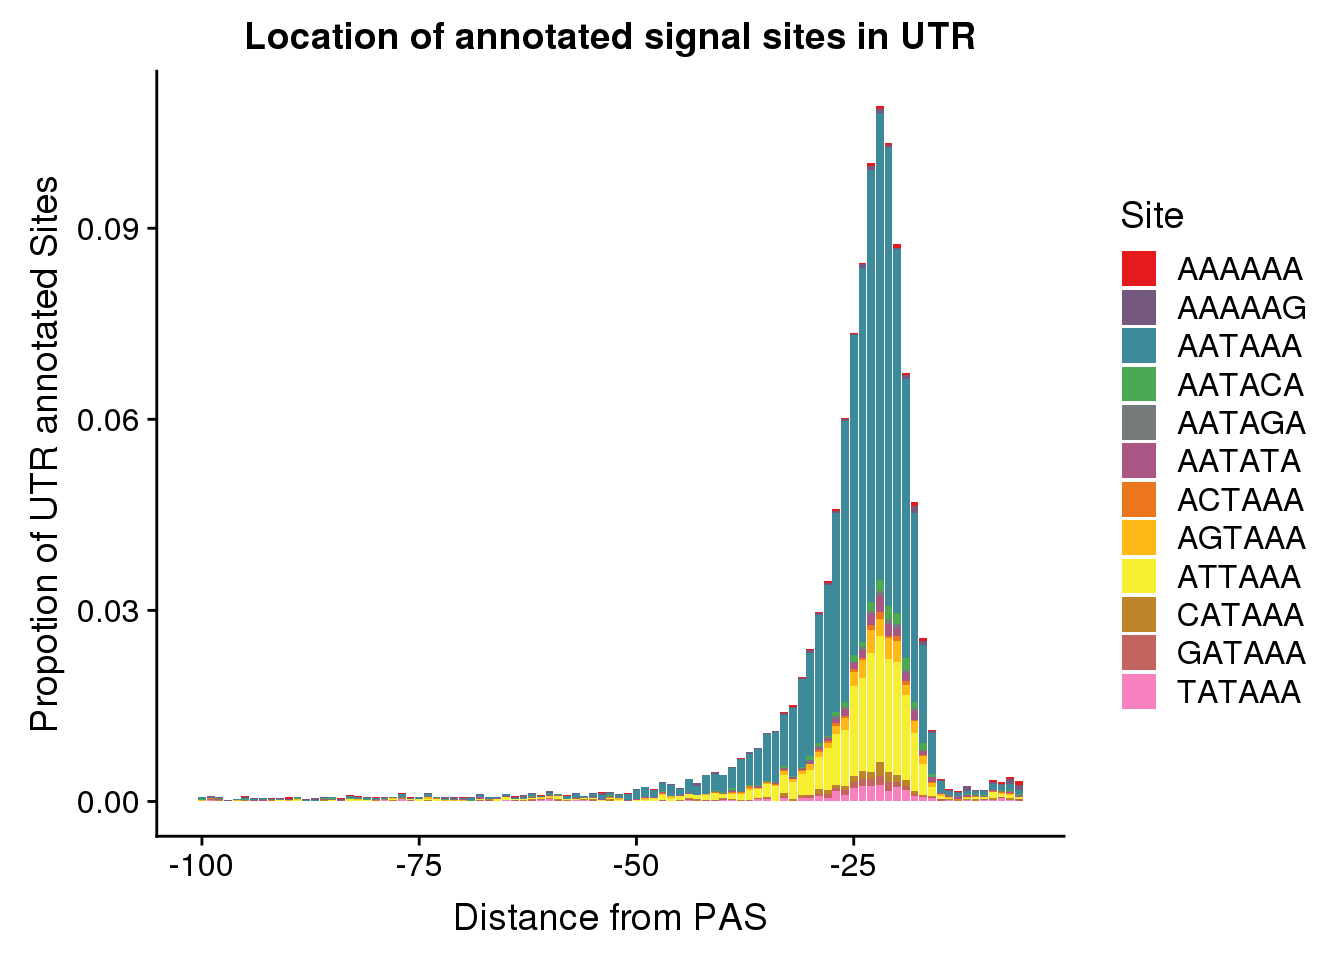 Location of annotated signal sites in UTR
Propotion of UTR annotated Sites
0.09
0.06
0.03
0.00
-100
-75
-50
-25
Distance from PAS
Site
AAAAAA
AAAAAG
AATAAA
AATACA
AATAGA
AATATA
ACTAAA
AGTAAA
ATTAAA
CATAAA
GATAAA
TATAAA